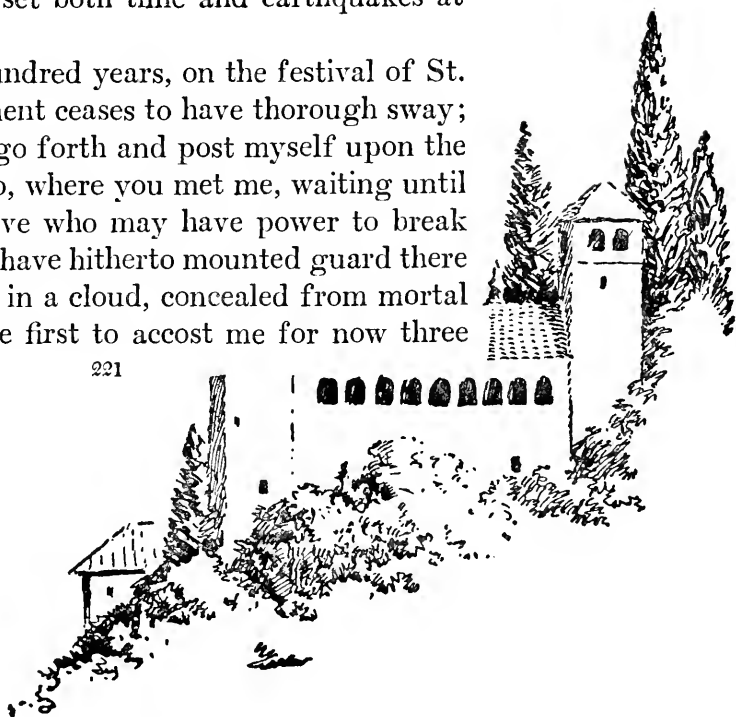 set both time and earthquakes at
undred years, on the festival of St.
nent ceases to have thorough sway;
go forth and post myself upon the
o, where you met me, waiting until
ve who may have power to break
have hitherto mounted guard there
in a cloud, concealed from mortal
e first to accost me for now three
221